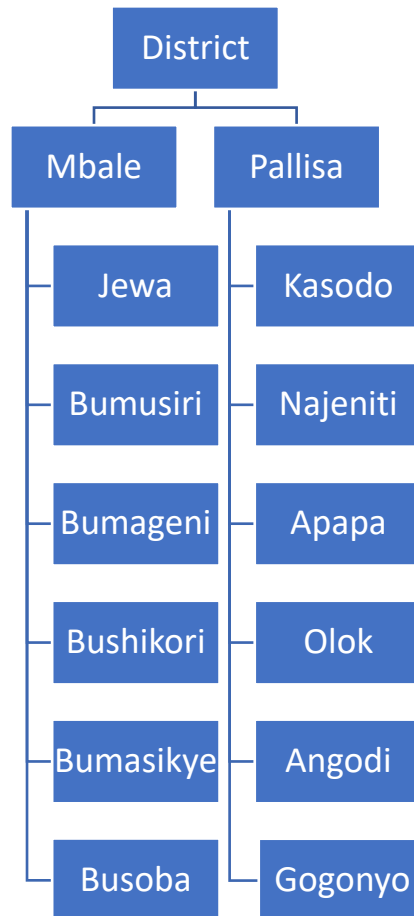 District
Mbale
Pallisa
Jewa
Kasodo
Bumusiri
Najeniti
Bumageni
Apapa
Bushikori
Olok
Bumasikye
Angodi
Busoba
Gogonyo